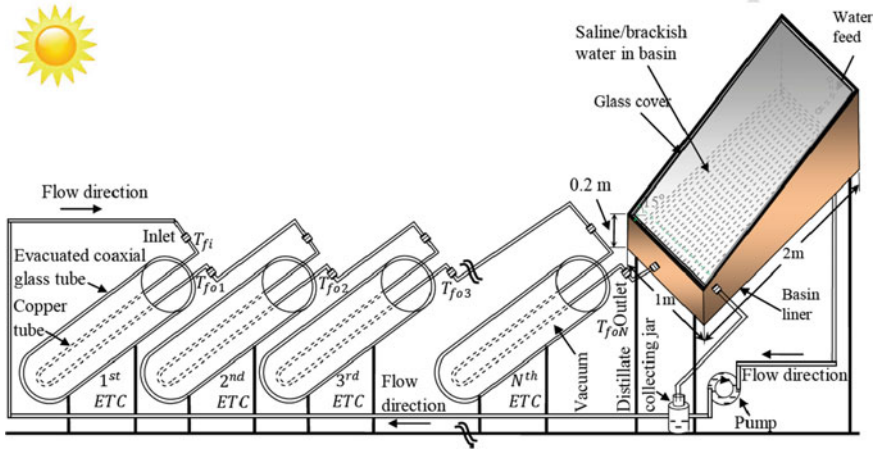 Water
feed
Saline/brackish
water in basin
Glass cover
Flow direction
0.2 m
15°
Inlet
T_fi
Evacuated coaxial
glass tube
Copper
tube
T_fo1
T_fo2
T_fo3
T_foN
Outlet
1m
2m
Basin
liner
1st
ETC
2nd
ETC
3rd
ETC
Flow
direction
Nth
ETC
Vacuum
Distillate
collecting jar
Flow direction
Pump